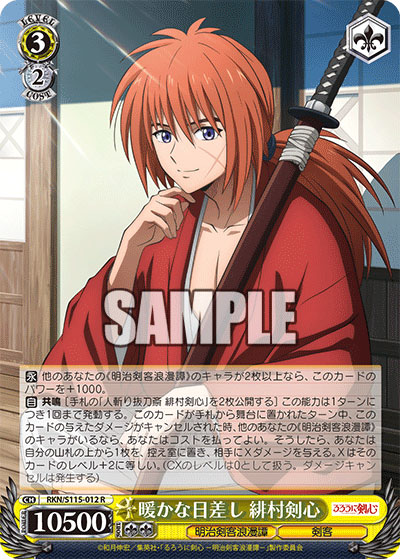 LEVEL
3
2
COST
SAMPLE
永 他のあなたの《明治剣客浪漫譚》のキャラが2枚以上なら、このカードの
パワーを+1000。
自 共鳴 [手札の「人斬り抜刀斎 緋村剣心」を2枚公開する] この能力は1ターンに
つき1回まで発動する。このカードが手札から舞台に置かれたターン中、この
カードの与えたダメージがキャンセルされた時、他のあなたの《明治剣客浪漫譚》
のキャラがいるなら、あなたはコストを払ってよい。そうしたら、あなたは自
分の山札の上から1枚を、控え室に置き、相手にXダメージを与える。Xはそ
のカードのレベル+2に等しい。(CXのレベルは0として扱う。ダメージキャン
セルは発生する)
CH
RKN/S115-012 R
暖かな日差し 緋村剣心
るろうに剣心
POWER
10500
SOUL
明治剣客浪漫譚
剣客
©和月伸宏/集英社・「るろうに剣心 -明治剣客浪漫譚-」製作委員会